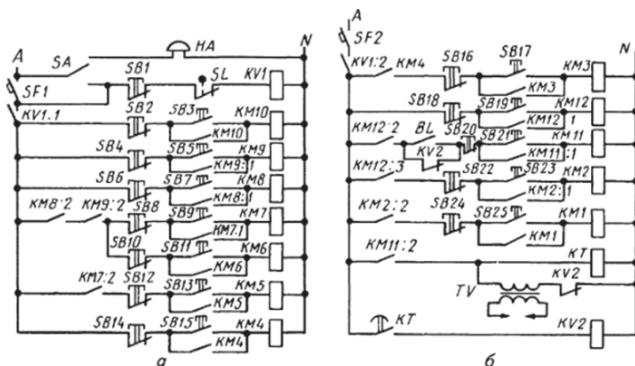 A SA HA N
SF1 SB1 SL KV1
KV1.1 SB2 SB3 KM10
KM10
SB4 SB5 KM9
KM9:1
SB6 SB7 KM8
KM8:1
KM8:2 KM9:2 SB8 SB9 KM7
KM7.1
SB10 SB11 KM6
KM6
KM7:2 SB12 SB13 KM5
KM5
SB14 SB15 KM4
KM4
а
A N
SF2
KV1:2 KM4 SB16 SB17 KM3
KM3
SB18 SB19 KM12
KM12:1
KM12:2 BL SB20 SB21 KM11
KV2 KM11:1
KM12:3 SB22 SB23 KM2
KM2:1
KM2:2 SB24 SB25 KM1
KM1
KM11:2 KT
TV KV2
KT KV2
б